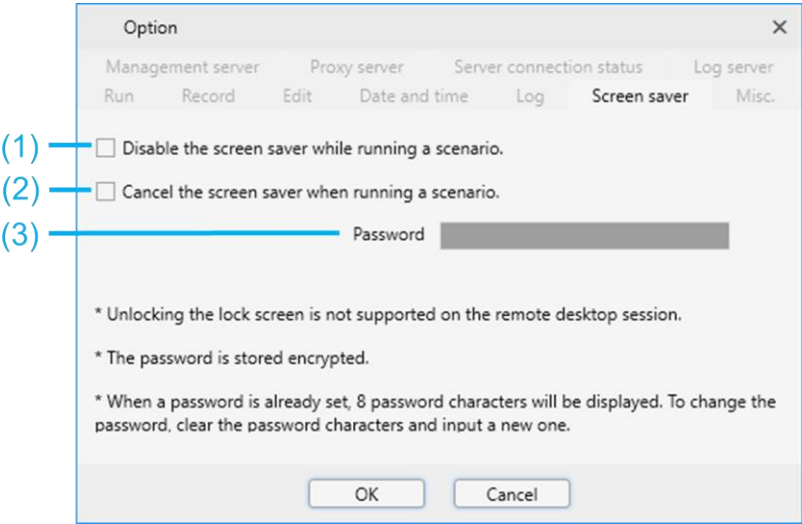 Option
Management server Proxy server Server connection status Log server
Run Record Edit Date and time Log Screen saver Misc.
(1) Disable the screen saver while running a scenario.
(2) Cancel the screen saver when running a scenario.
(3) Password
* Unlocking the lock screen is not supported on the remote desktop session.
* The password is stored encrypted.
* When a password is already set, 8 password characters will be displayed. To change the
password, clear the password characters and input a new one.
OK Cancel